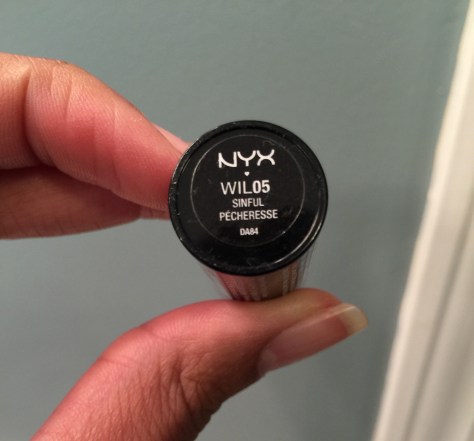 NYX
WIL05
SINFUL
PÉCHERESSE
0A84